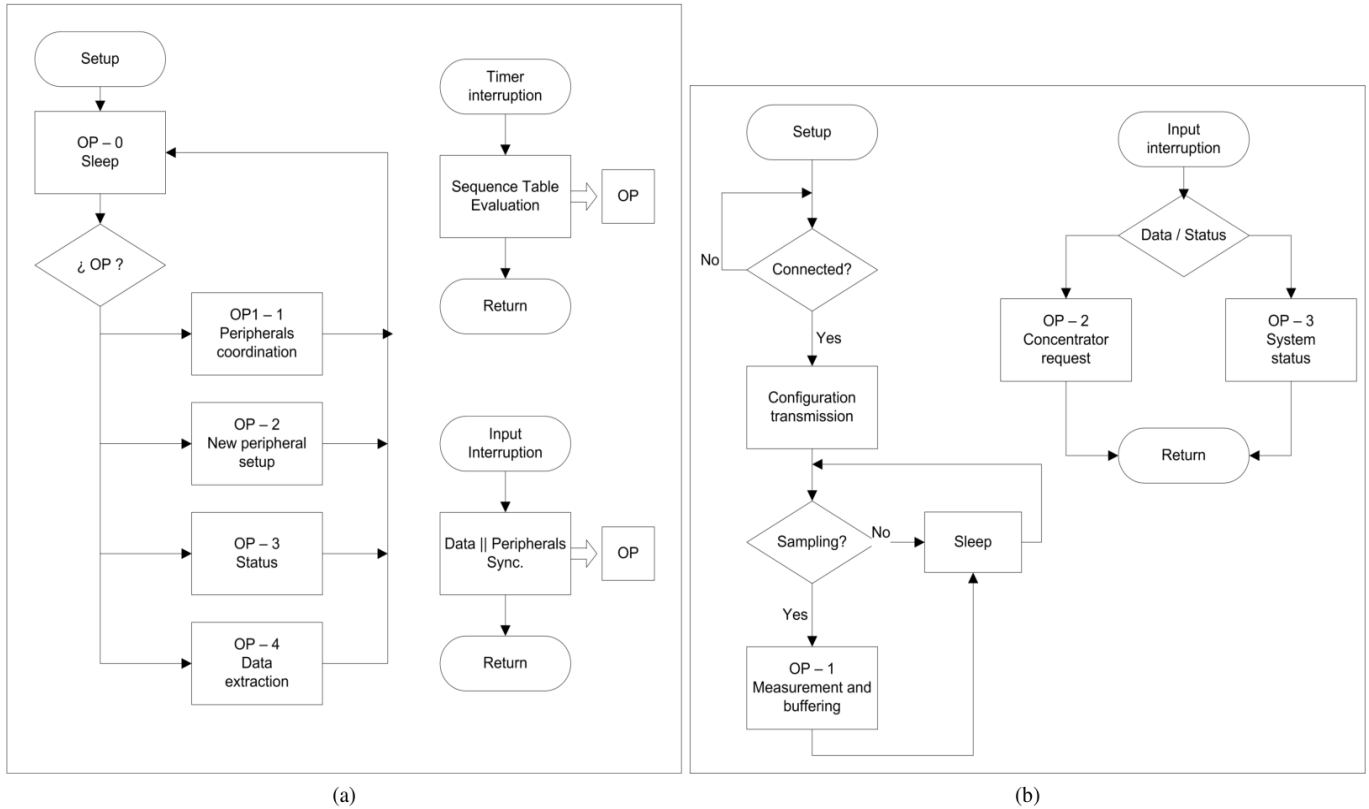 Setup
OP – 0
Sleep
¿ OP ?
OP1 – 1
Peripherals
coordination
OP – 2
New peripheral
setup
OP – 3
Status
OP – 4
Data
extraction
Timer
interruption
Sequence Table
Evaluation
OP
Return
Input
Interruption
Data || Peripherals
Sync.
OP
Return
(a)
Setup
Connected?
No
Yes
Configuration
transmission
Sampling?
No
Sleep
Yes
OP – 1
Measurement and
buffering
Input
interruption
Data / Status
OP – 2
Concentrator
request
OP – 3
System
status
Return
(b)